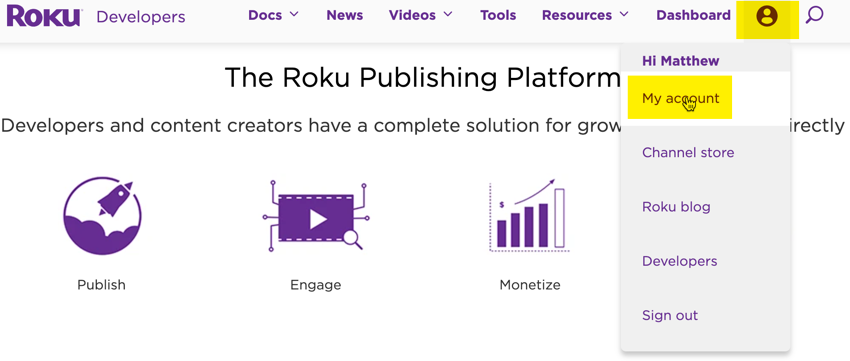 Roku Developers Docs News Videos Tools Resources Dashboard
Hi Matthew
The Roku Publishing Platform
My account
Developers and content creators have a complete solution for grow irectly
Channel store
Roku blog
Developers
Publish Engage Monetize
Sign out
$